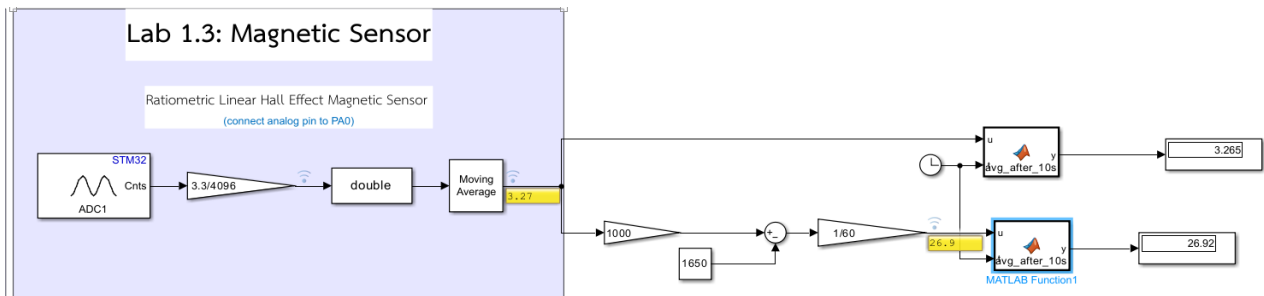 Lab 1.3: Magnetic Sensor
Ratiometric Linear Hall Effect Magnetic Sensor
(connect analog pin to PA0)
STM32
Cnts
ADC1
3.3/4096
double
Moving
Average
3.27
u
y
avg_after_10s
3.265
1000
1650
+
-
1/60
26.9
u
y
avg_after_10s
MATLAB Function1
26.92